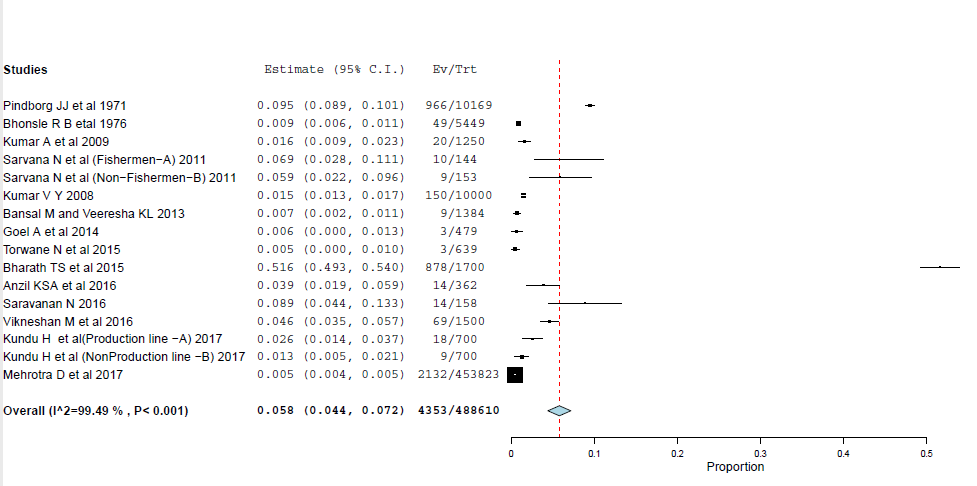 Studies Estimate (95% C.I.) Ev/Trt
Pindborg JJ et al 1971 0.095 (0.089, 0.101) 966/10169
Bhonsle R B etal 1976 0.009 (0.006, 0.011) 49/5449
Kumar A et al 2009 0.016 (0.009, 0.023) 20/1250
Sarvana N et al (Fishermen−A) 2011 0.069 (0.028, 0.111) 10/144
Sarvana N et al (Non−Fishermen−B) 2011 0.059 (0.022, 0.096) 9/153
Kumar V Y 2008 0.015 (0.013, 0.017) 150/10000
Bansal M and Veeresha KL 2013 0.007 (0.002, 0.011) 9/1384
Goel A et al 2014 0.006 (0.000, 0.013) 3/479
Torwane N et al 2015 0.005 (0.000, 0.010) 3/639
Bharath TS et al 2015 0.516 (0.493, 0.540) 878/1700
Anzil KSA et al 2016 0.039 (0.019, 0.059) 14/362
Saravanan N 2016 0.089 (0.044, 0.133) 14/158
Vikneshan M et al 2016 0.046 (0.035, 0.057) 69/1500
Kundu H et al(Production line −A) 2017 0.026 (0.014, 0.037) 18/700
Kundu H et al (NonProduction line −B) 2017 0.013 (0.005, 0.021) 9/700
Mehrotra D et al 2017 0.005 (0.004, 0.005) 2132/453823
Overall (I^2=99.49 % , P< 0.001) 0.058 (0.044, 0.072) 4353/488610
0 0.1 0.2 0.3 0.4 0.5
Proportion